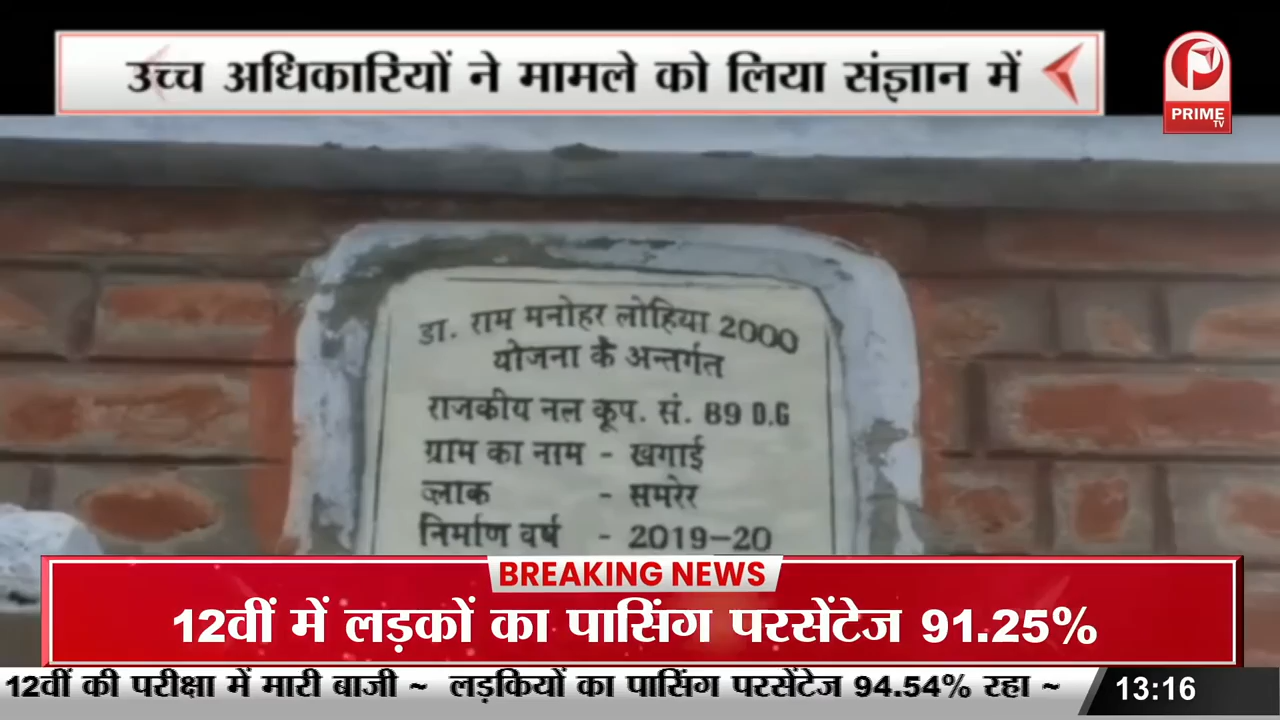 उच्च अधिकारियों ने मामले को लिया संज्ञान में
PRIME
TV
डा. राम मनोहर लोहिया 2000
योजना के अन्तर्गत
राजकीय नल कूप. सं. 89 D.G
ग्राम का नाम - खगाई
ब्लाक - समरेर
निर्माण वर्ष - 2019-20
BREAKING NEWS
12वीं में लड़कों का पासिंग परसेंटेज 91.25%
12वीं की परीक्षा में मारी बाजी ~ लड़कियों का पासिंग परसेंटेज 94.54% रहा ~
13:16